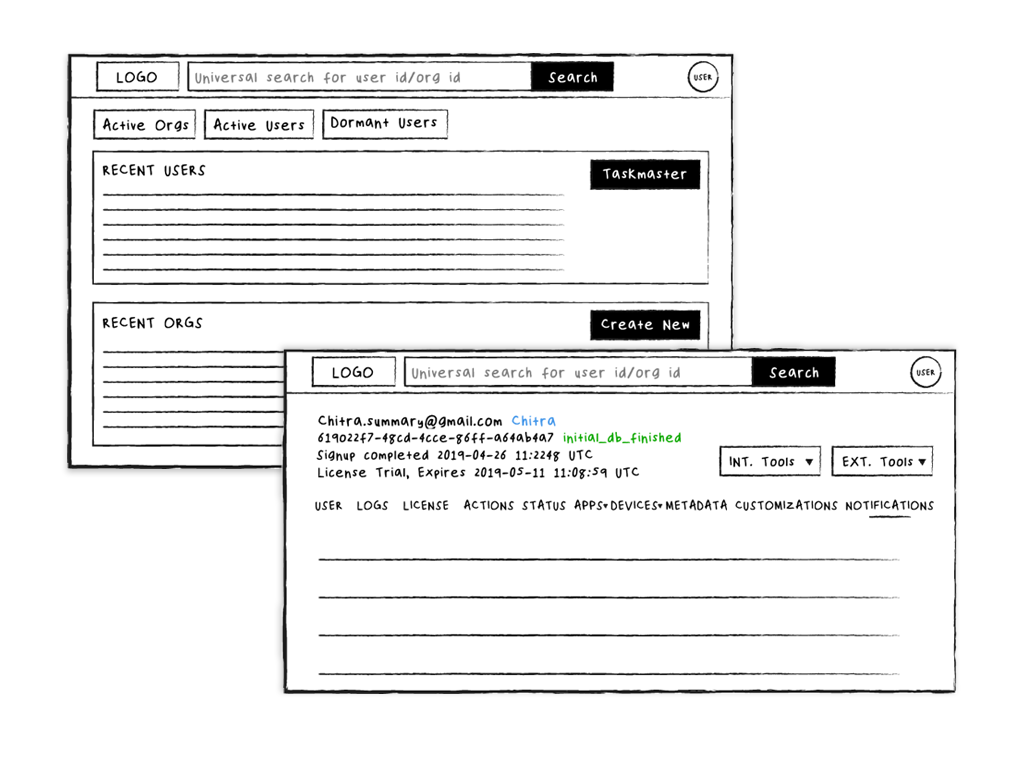 LOGO Universal search for user id/org id Search USER
Active Orgs Active Users Dormant Users
RECENT USERS Taskmaster
RECENT ORGS Create New
LOGO Universal search for user id/org id Search USER
Chitra.summary@gmail.com Chitra
619022f7-48cd-4cce-86ff-a64ab4a7 initial_db_finished
Signup completed 2019-04-26 11:2248 UTC
License Trial, Expires 2019-05-11 11:08:59 UTC
INT. Tools ▼ EXT. Tools ▼
USER LOGS LICENSE ACTIONS STATUS APPS▾ DEVICES▾ METADATA CUSTOMIZATIONS NOTIFICATIONS